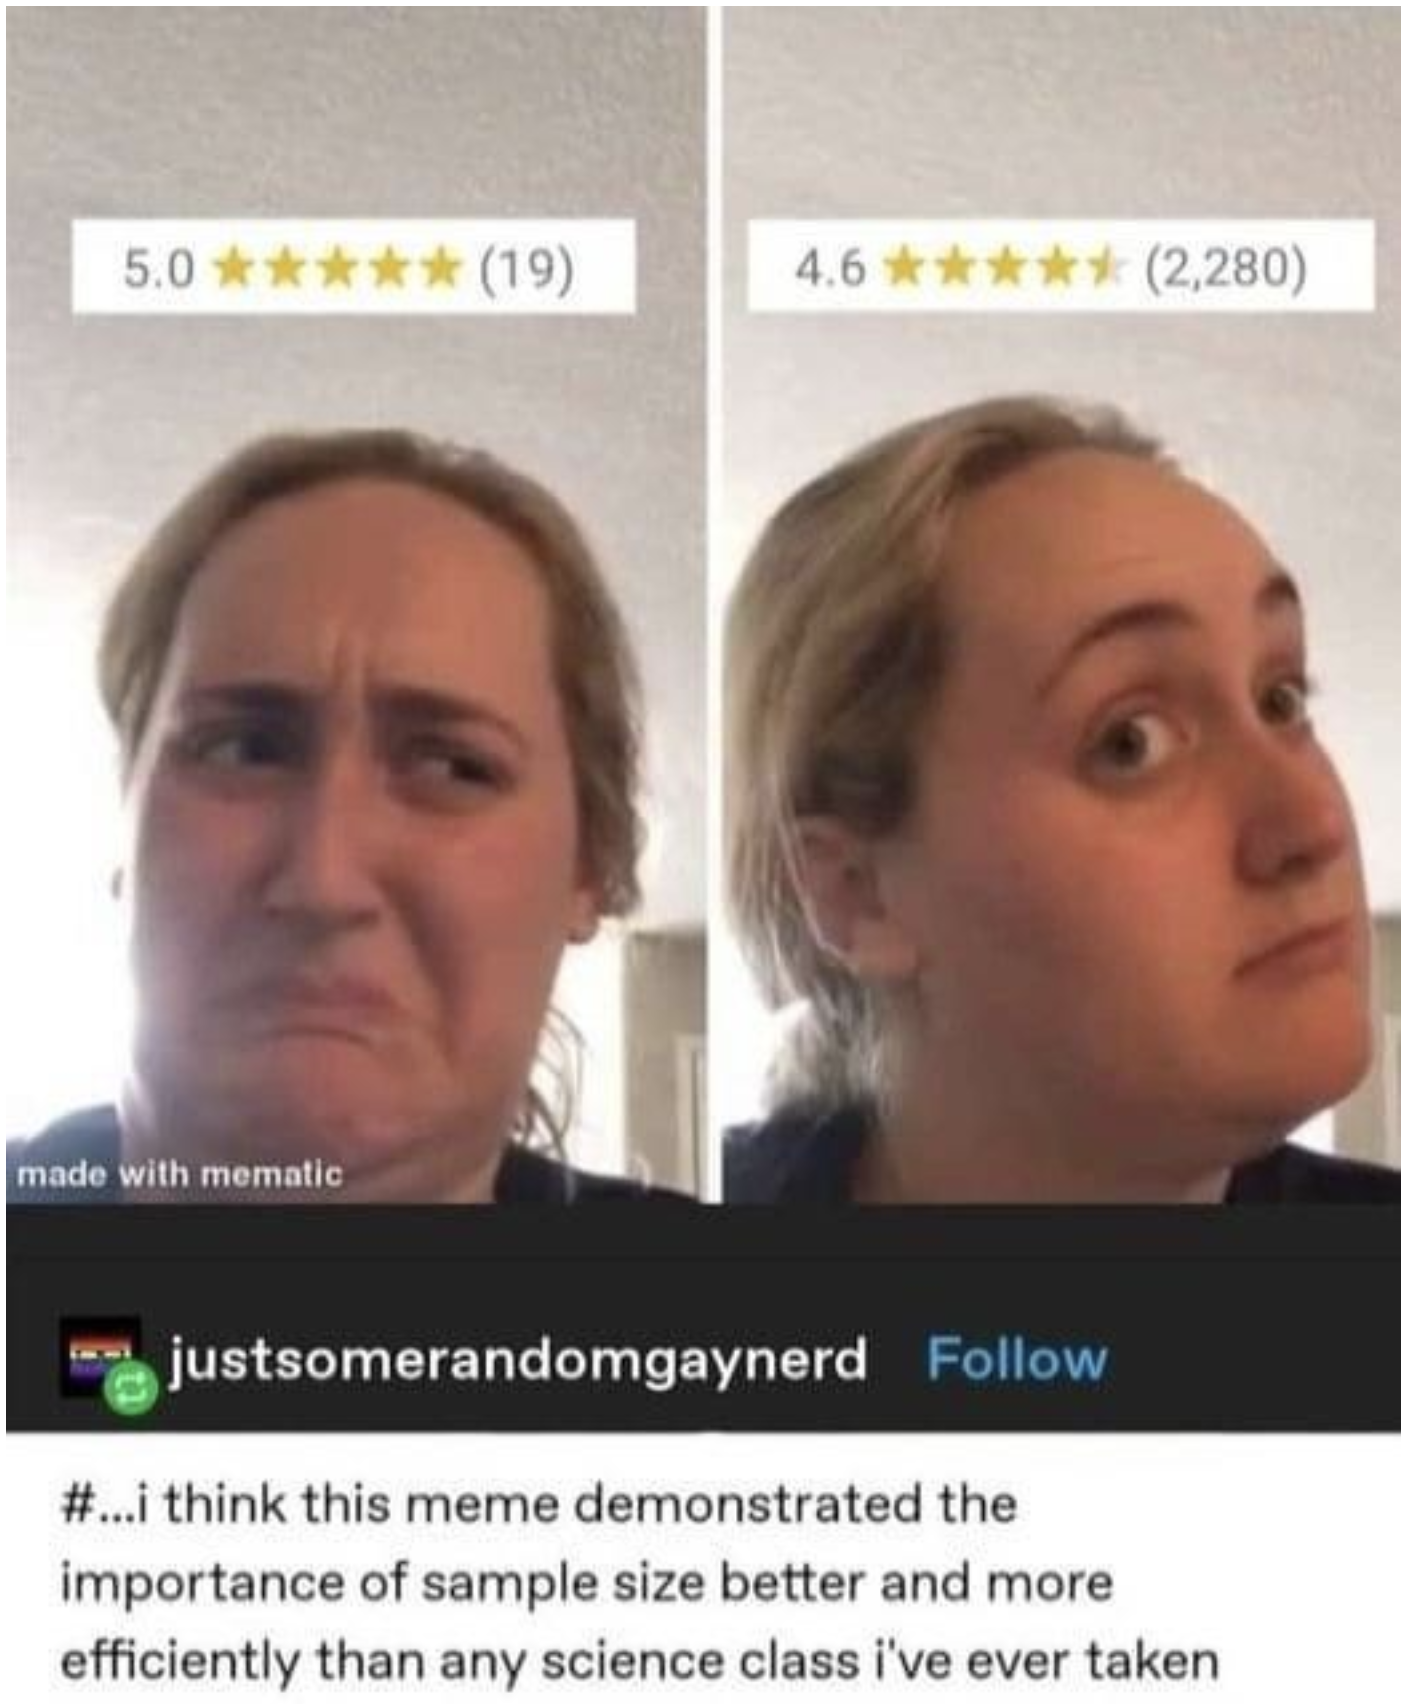 5.0 ★★★★★ (19)
4.6 ★★★★⯨ (2,280)
made with mematic
justsomerandomgaynerd Follow
#...i think this meme demonstrated the
importance of sample size better and more
efficiently than any science class i've ever taken